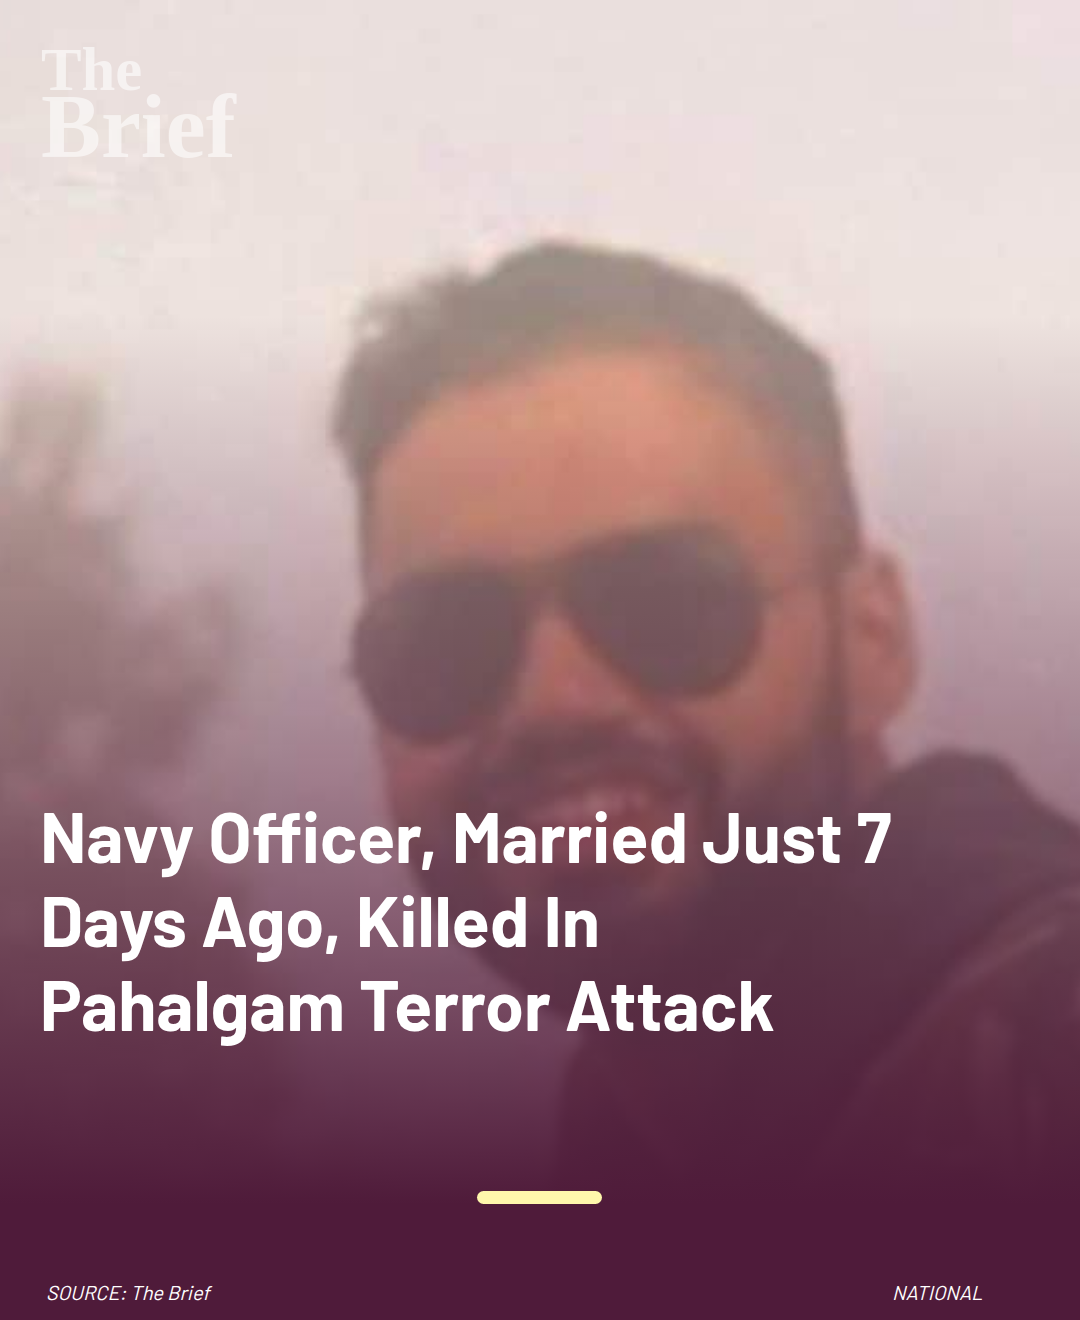 The
Brief
Navy Officer, Married Just 7
Days Ago, Killed In
Pahalgam Terror Attack
SOURCE: The Brief
NATIONAL